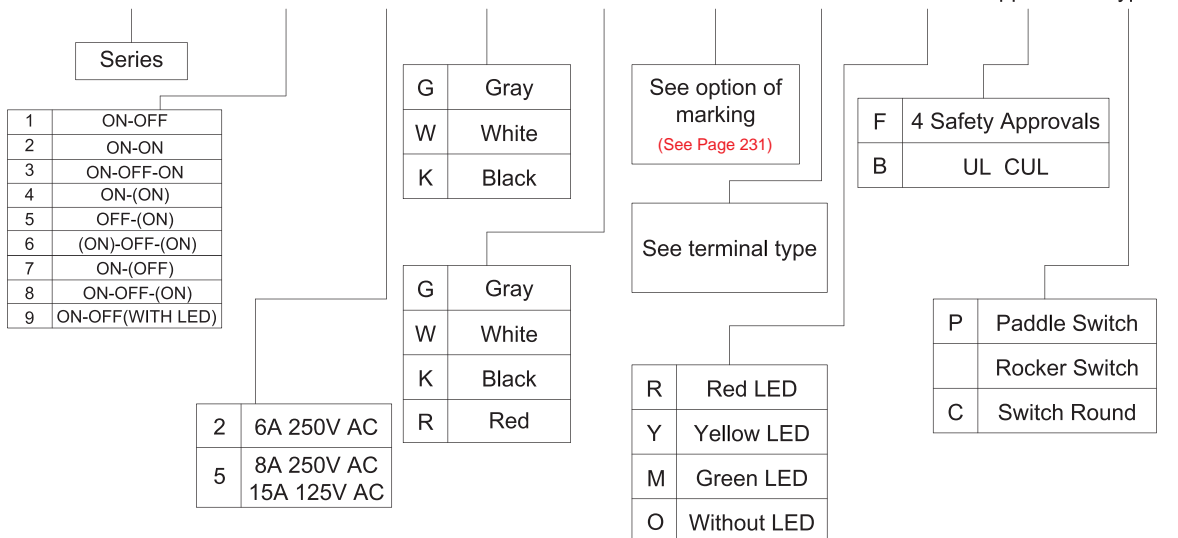 Series
1 ON-OFF
2 ON-ON
3 ON-OFF-ON
4 ON-(ON)
5 OFF-(ON)
6 (ON)-OFF-(ON)
7 ON-(OFF)
8 ON-OFF-(ON)
9 ON-OFF(WITH LED)
2 6A 250V AC
5 8A 250V AC
15A 125V AC
G Gray
W White
K Black
G Gray
W White
K Black
R Red
See option of
marking
(See Page 231)
See terminal type
R Red LED
Y Yellow LED
M Green LED
O Without LED
F 4 Safety Approvals
B UL CUL
P Paddle Switch
Rocker Switch
C Switch Round